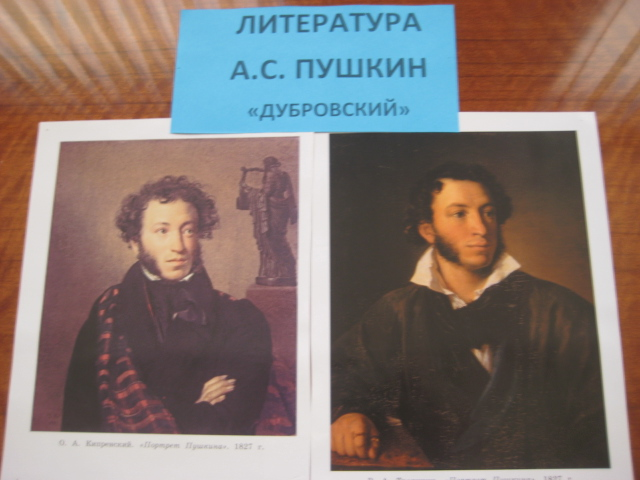 ЛИТЕРАТУРА
А.С. ПУШКИН
«ДУБРОВСКИЙ»
О. А. Кипренский. «Портрет Пушкина». 1827 г.